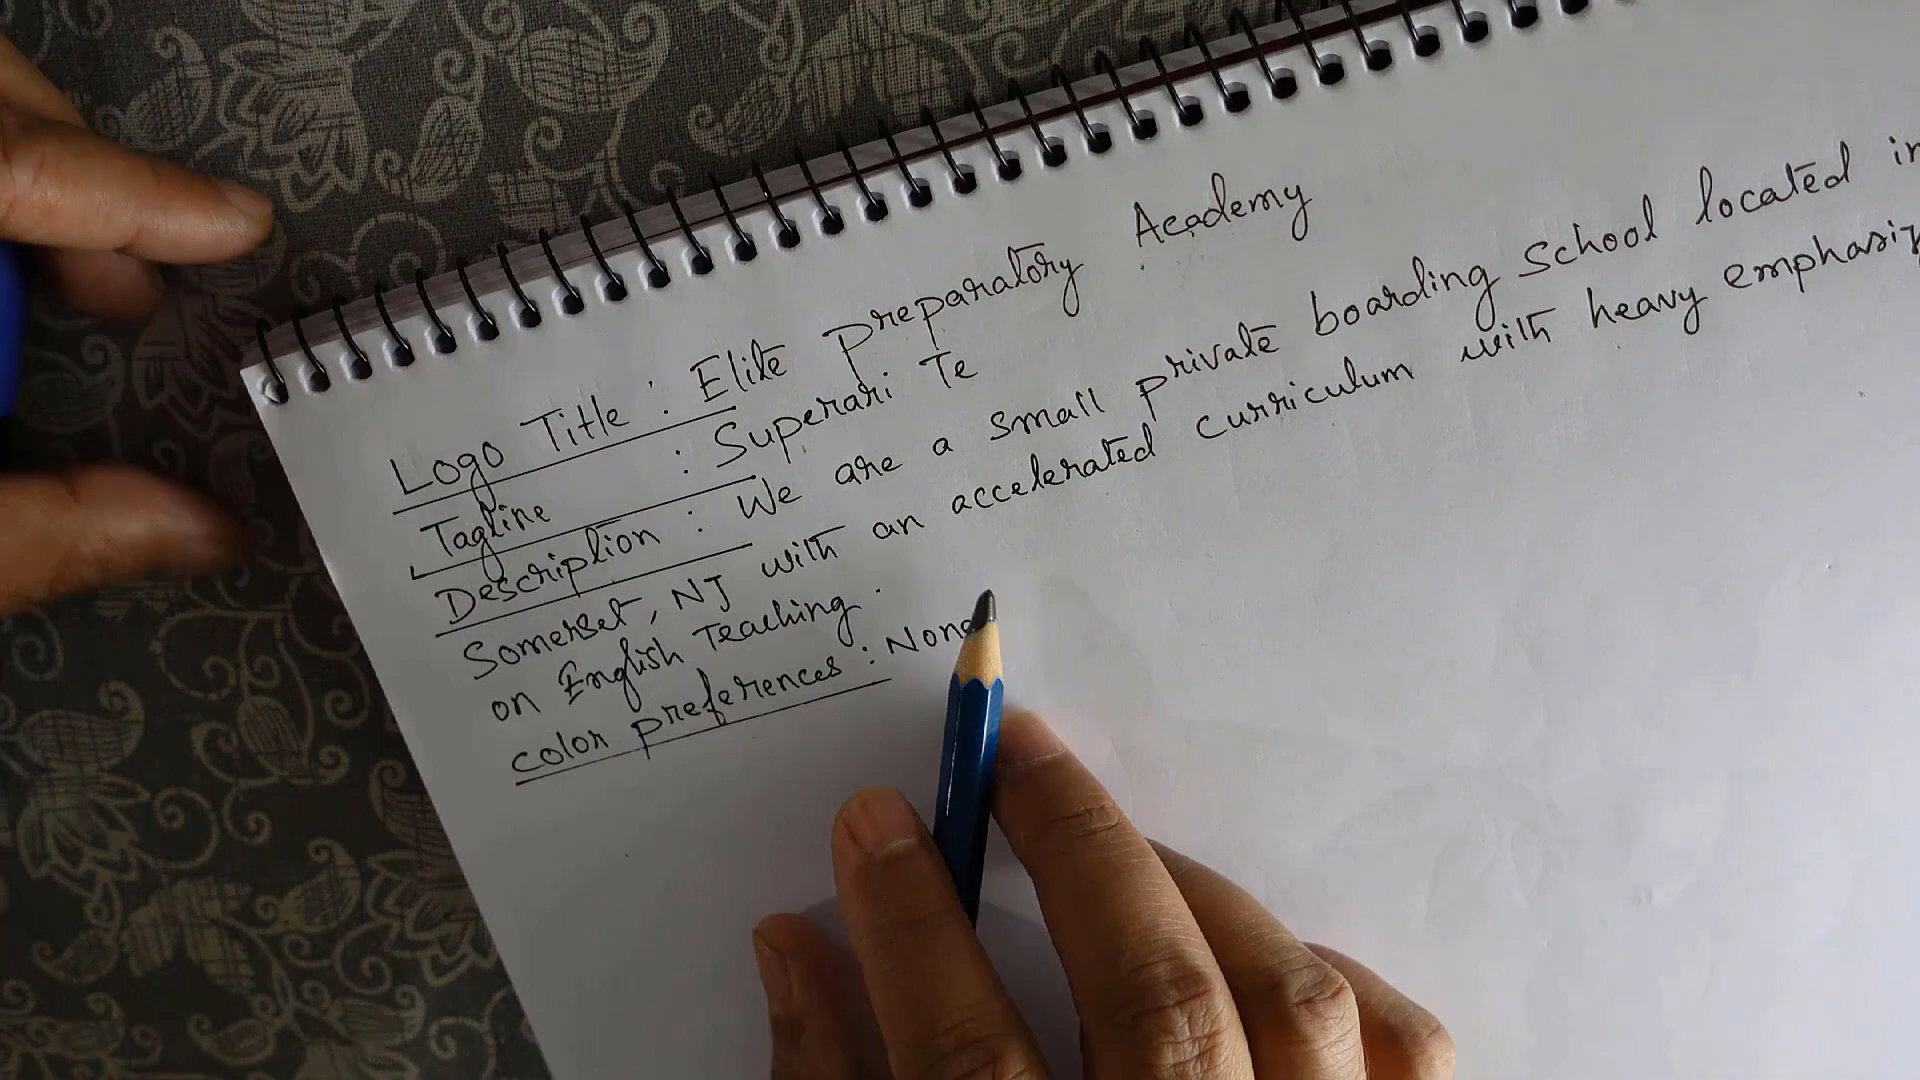 Logo Title : Elite Preparatory Academy
Tagline : Superari Te
Description : We are a small private boarding school located in
Somerset, NJ with an accelerated curriculum with heavy emphasiz
on English Teaching.
color preferences : None